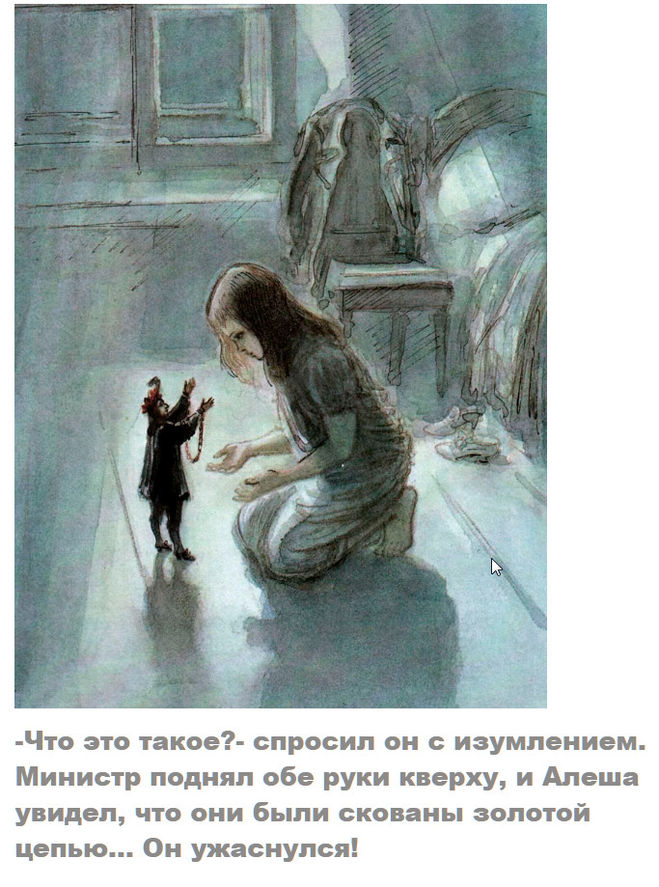 -Что это такое?- спросил он с изумлением.
Министр поднял обе руки кверху, и Алеша
увидел, что они были скованы золотой
цепью... Он ужаснулся!